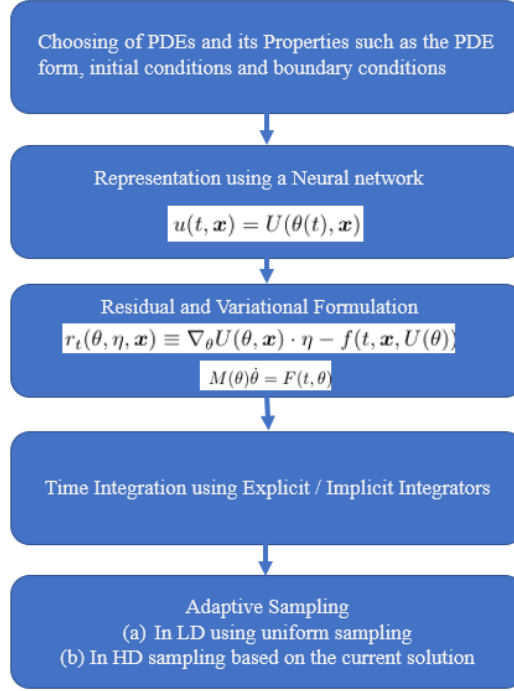 Choosing of PDEs and its Properties such as the PDE
form, initial conditions and boundary conditions
Representation using a Neural network
u(t, x) = U(θ(t), x)
Residual and Variational Formulation
r_t(θ, η, x) ≡ ∇_θU(θ, x) · η − f(t, x, U(θ))
M(θ)θ̇ = F(t, θ)
Time Integration using Explicit / Implicit Integrators
Adaptive Sampling
(a) In LD using uniform sampling
(b) In HD sampling based on the current solution